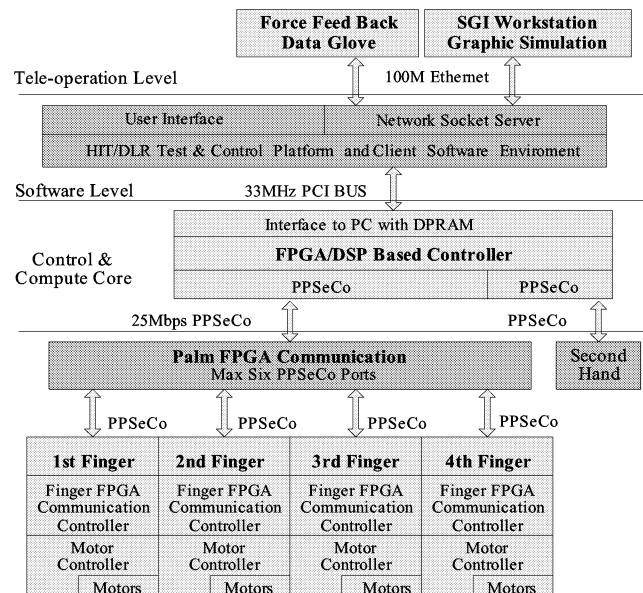 Force Feed Back
Data Glove
SGI Workstation
Graphic Simulation
Tele-operation Level
100M Ethernet
User Interface
Network Socket Server
HIT/DLR Test & Control Platform and Client Software Enviroment
Software Level
33MHz PCI BUS
Interface to PC with DPRAM
FPGA/DSP Based Controller
Control &
Compute Core
PPSeCo
PPSeCo
25Mbps PPSeCo
PPSeCo
Palm FPGA Communication
Max Six PPSeCo Ports
Second
Hand
PPSeCo
PPSeCo
PPSeCo
PPSeCo
1st Finger
2nd Finger
3rd Finger
4th Finger
Finger FPGA
Communication
Controller
Finger FPGA
Communication
Controller
Finger FPGA
Communication
Controller
Finger FPGA
Communication
Controller
Motor
Controller
Motor
Controller
Motor
Controller
Motor
Controller
Motors
Motors
Motors
Motors